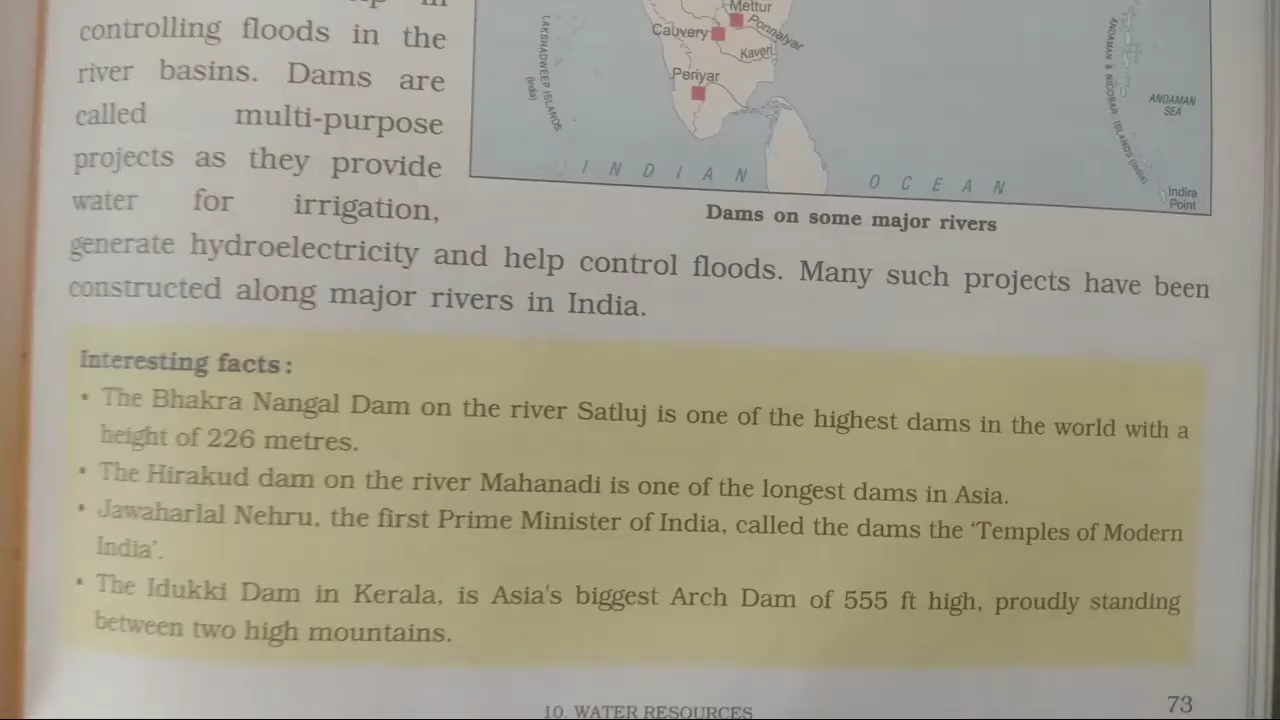 controlling floods in the
river basins. Dams are
called multi-purpose
projects as they provide
water for irrigation,
generate hydroelectricity and help control floods. Many such projects have been
constructed along major rivers in India.
Mettur
Ponnaiyar
Cauvery
Kaveri
Periyar
LAKSHADWEEP ISLANDS
(India)
ANDAMAN & NICOBAR ISLANDS (India)
ANDAMAN
SEA
INDIAN OCEAN
Indira
Point
Dams on some major rivers
Interesting facts:
• The Bhakra Nangal Dam on the river Satluj is one of the highest dams in the world with a
height of 226 metres.
• The Hirakud dam on the river Mahanadi is one of the longest dams in Asia.
• Jawaharlal Nehru, the first Prime Minister of India, called the dams the ‘Temples of Modern
India’.
• The Idukki Dam in Kerala, is Asia's biggest Arch Dam of 555 ft high, proudly standing
between two high mountains.
10. WATER RESOURCES
73